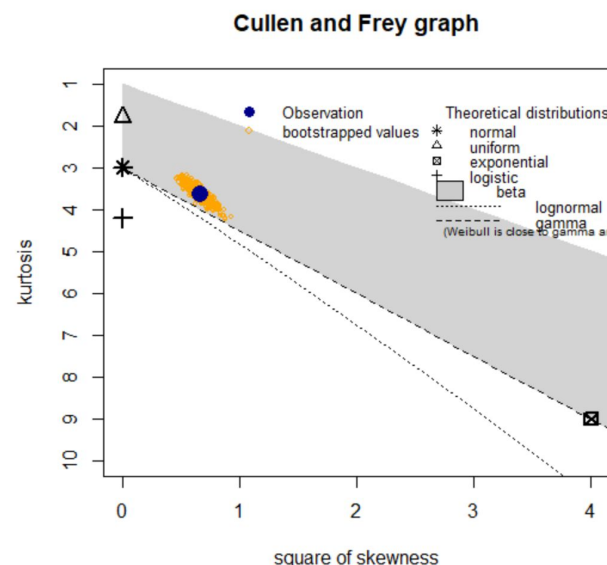 Cullen and Frey graph
kurtosis
1
2
3
4
5
6
7
8
9
10
Observation
bootstrapped values
Theoretical distributions
normal
uniform
exponential
logistic
beta
lognormal
gamma
(Weibull is close to gamma
0 1 2 3 4
square of skewness